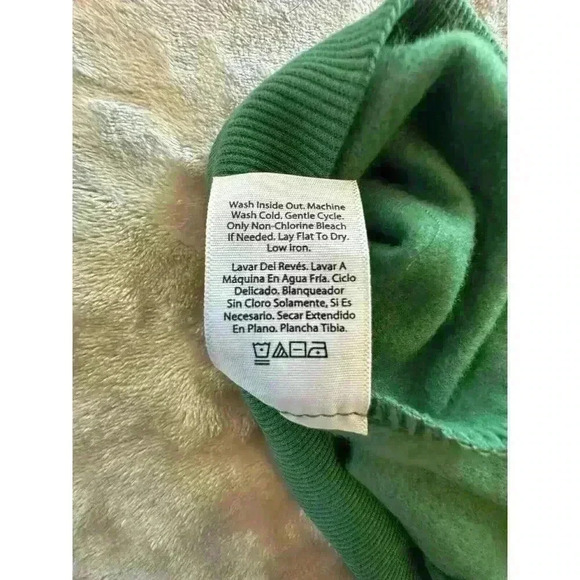 Wash Inside Out. Machine
Wash Cold. Gentle Cycle.
Only Non-Chlorine Bleach
If Needed. Lay Flat To Dry.
Low Iron.
Lavar Del Revés. Lavar A
Máquina En Agua Fría. Ciclo
Delicado. Blanqueador
Sin Cloro Solamente, Si Es
Necesario. Secar Extendido
En Plano. Plancha Tibia.